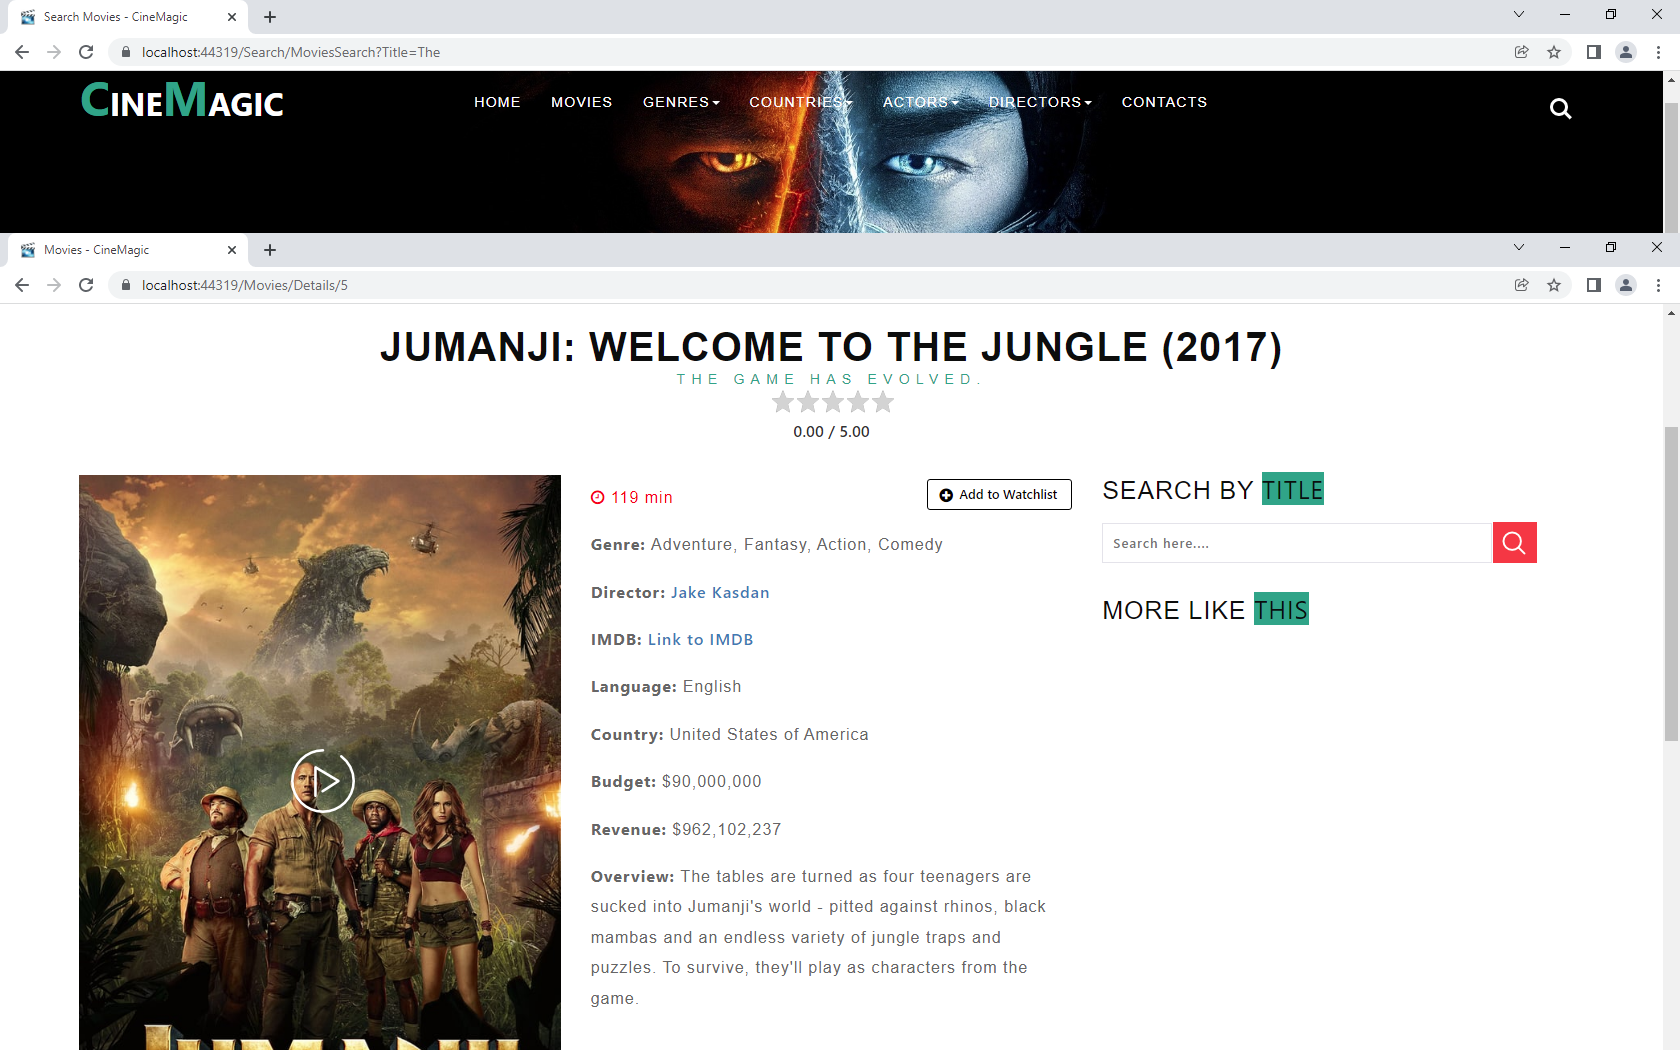 Search Movies - CineMagic
localhost:44319/Search/MoviesSearch?Title=The
CINEMAGIC
HOME MOVIES GENRES COUNTRIES ACTORS DIRECTORS CONTACTS
Movies - CineMagic
localhost:44319/Movies/Details/5
JUMANJI: WELCOME TO THE JUNGLE (2017)
THE GAME HAS EVOLVED.
0.00 / 5.00
119 min
Add to Watchlist
Genre: Adventure, Fantasy, Action, Comedy
Director: Jake Kasdan
IMDB: Link to IMDB
Language: English
Country: United States of America
Budget: $90,000,000
Revenue: $962,102,237
Overview: The tables are turned as four teenagers are
sucked into Jumanji's world - pitted against rhinos, black
mambas and an endless variety of jungle traps and
puzzles. To survive, they'll play as characters from the
game.
SEARCH BY TITLE
Search here....
MORE LIKE THIS
JUMANJI